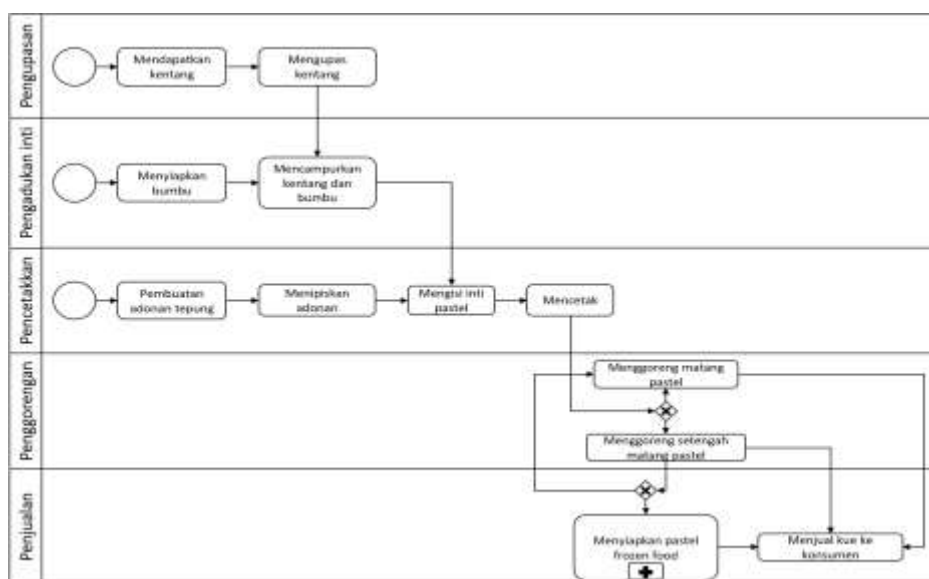 Pengupasan
Mendapatkan
kentang
Mengupas
kentang
Pengadukan inti
Menyiapkan
bumbu
Mencampurkan
kentang dan
bumbu
Pencetakkan
Pembuatan
adonan tepung
Menipiskan
adonan
Mengisi inti
pastel
Mencetak
Penggorengan
Menggoreng matang
pastel
Menggoreng setengah
matang pastel
Penjualan
Menyiapkan pastel
frozen food
Menjual kue ke
konsumen